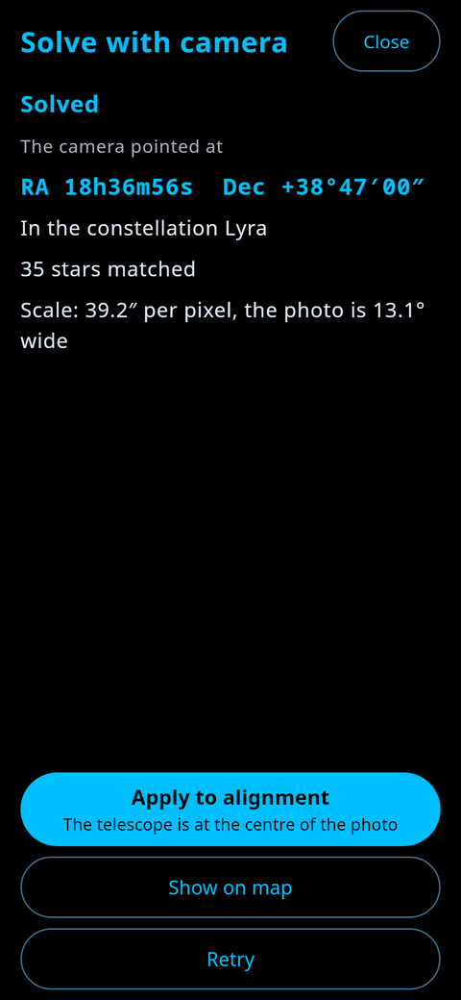 Solve with camera
Close
Solved
The camera pointed at
RA 18h36m56s  Dec +38°47′00″
In the constellation Lyra
35 stars matched
Scale: 39.2″ per pixel, the photo is 13.1°
wide
Apply to alignment
The telescope is at the centre of the photo
Show on map
Retry